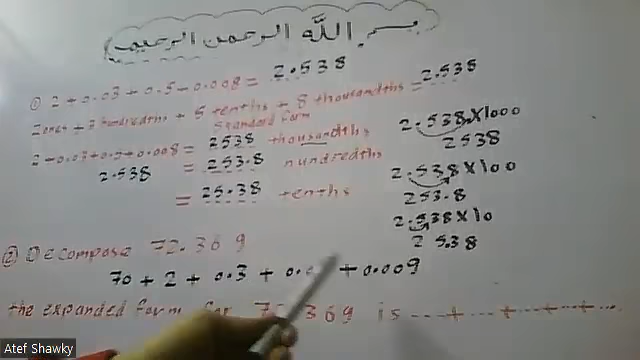 بسم الله الرحمن الرحيم
① 2 + 0.03 + 0.5 + 0.008 = 2.538
2 ones + 3 hundredths + 5 tenths + 8 thousandths = 2.538
standard form
2 + 0.03 + 0.5 + 0.008 = 2538 thousandths
2.538 = 253.8 hundredths
= 25.38 tenths
2.538 × 1000
2538
2.538 × 100
253.8
2.538 × 10
25.38
② Decompose 72.369
70 + 2 + 0.3 + + 0.009
the expanded form for 369 is ... + ... + ... + ... + ...
Atef Shawky